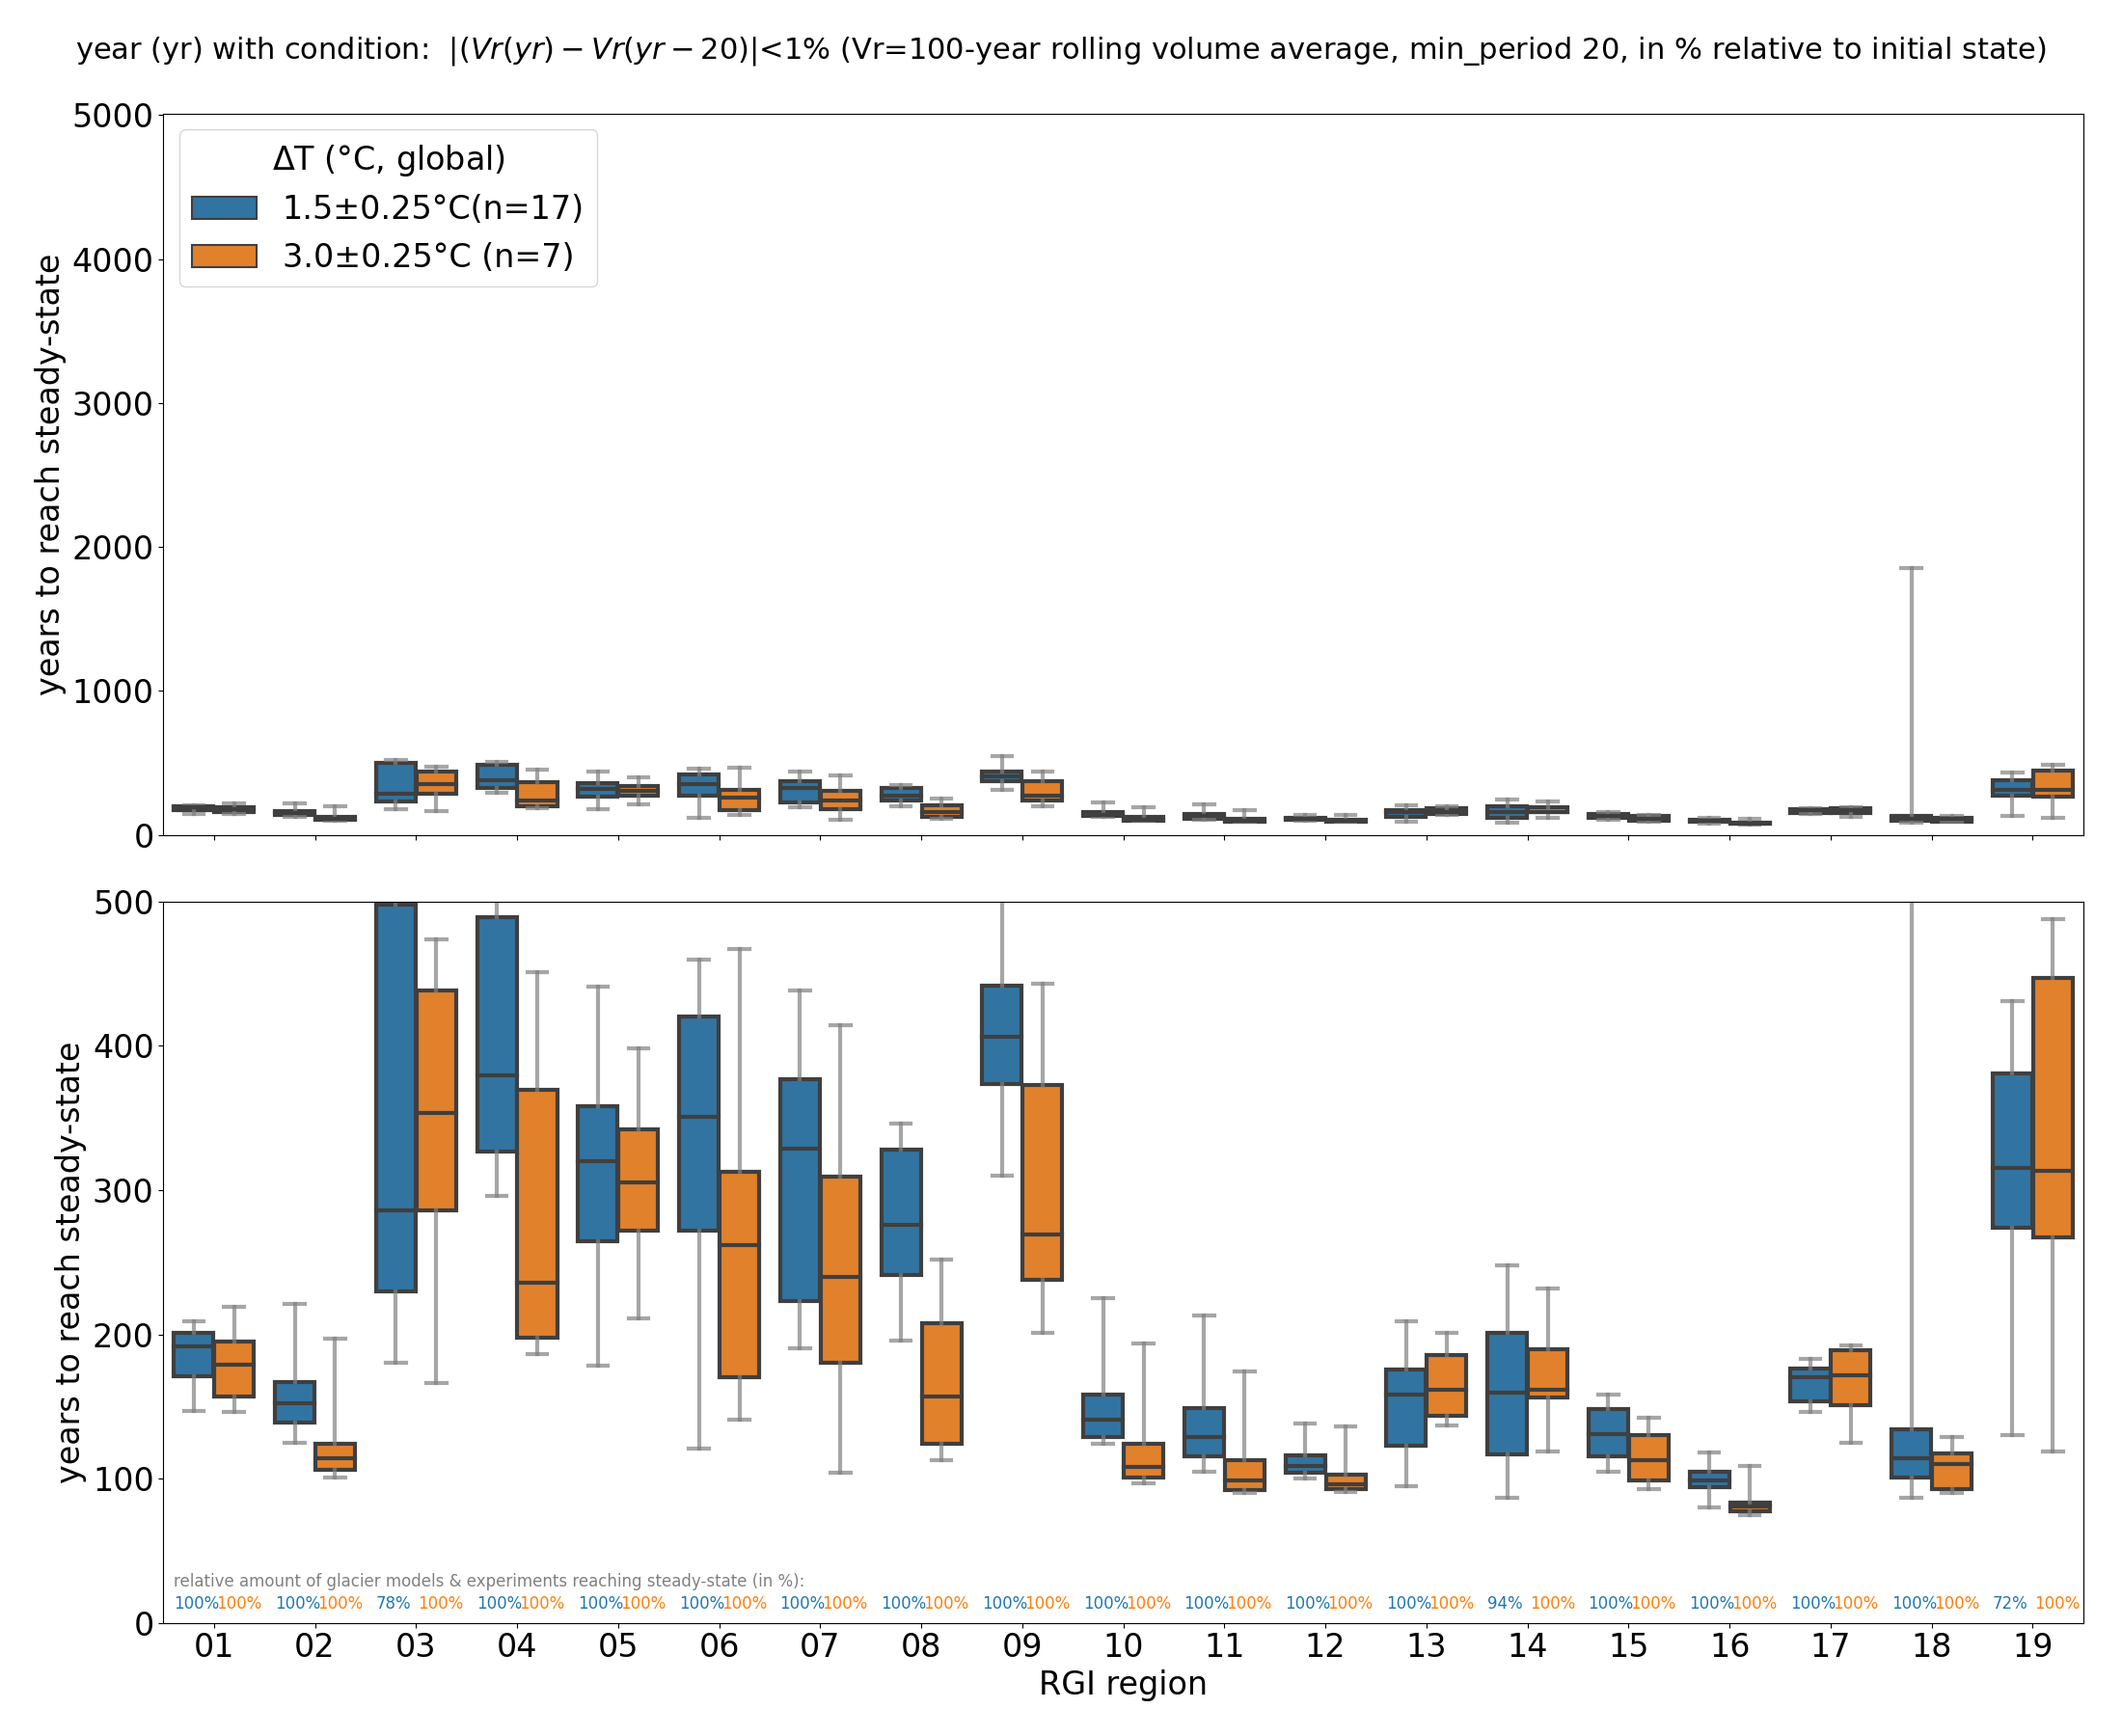 year (yr) with condition: |(Vr(yr) − Vr(yr − 20)|<1% (Vr=100-year rolling volume average, min_period 20, in % relative to initial state)
5000
4000
3000
2000
1000
0
years to reach steady-state
ΔT (°C, global)
1.5±0.25°C(n=17)
3.0±0.25°C (n=7)
500
400
300
200
100
0
years to reach steady-state
relative amount of glacier models & experiments reaching steady-state (in %):
100% 100% 100% 100% 78% 100% 100% 100% 100% 100% 100% 100% 100% 100% 100% 100% 100% 100% 100% 100% 100% 100% 100% 100% 100% 100% 94% 100% 100% 100% 100% 100% 100% 100% 100% 100% 72% 100%
01 02 03 04 05 06 07 08 09 10 11 12 13 14 15 16 17 18 19
RGI region